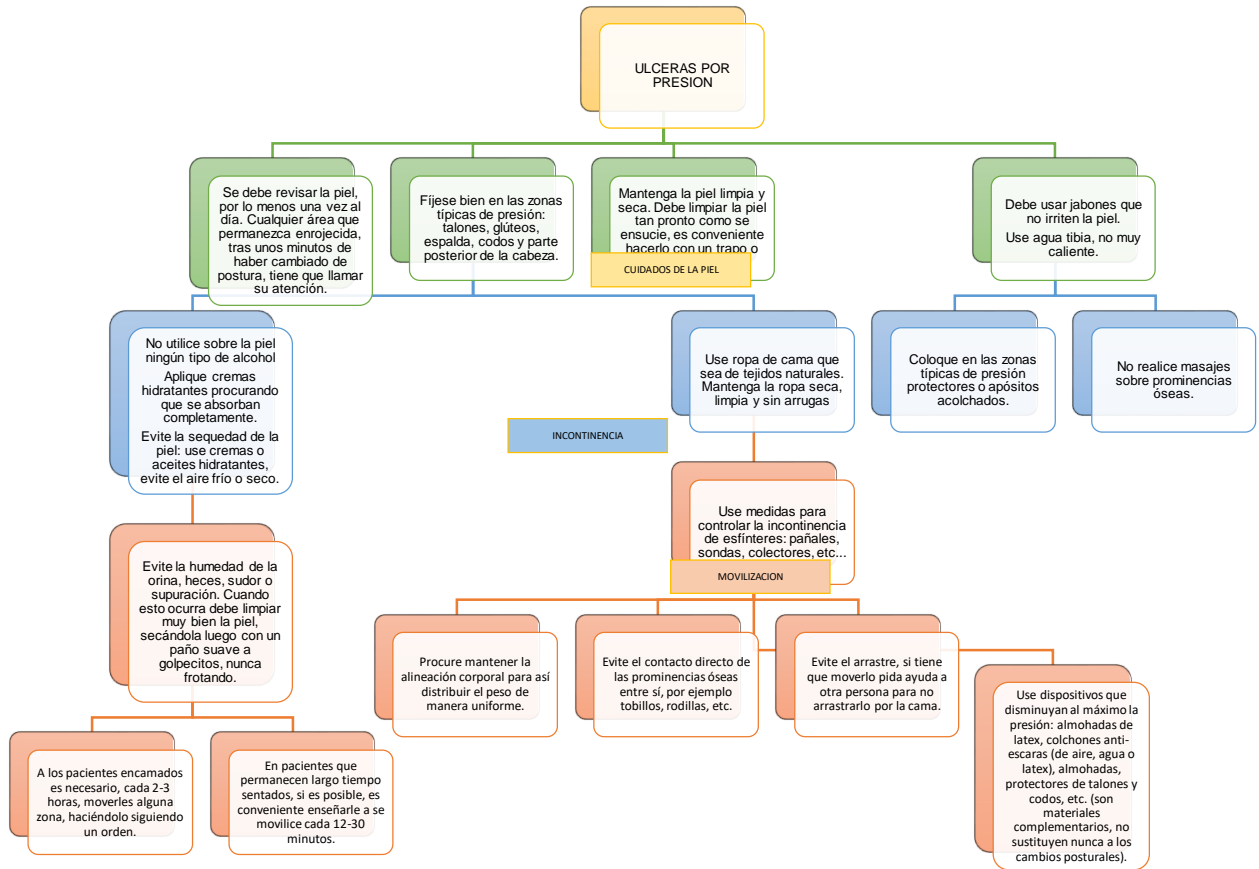 ULCERAS POR
PRESION
Se debe revisar la piel,
por lo menos una vez al
día. Cualquier área que
permanezca enrojecida,
tras unos minutos de
haber cambiado de
postura, tiene que llamar
su atención.
Fíjese bien en las zonas
típicas de presión:
talones, glúteos,
espalda, codos y parte
posterior de la cabeza.
Mantenga la piel limpia y
seca. Debe limpiar la piel
tan pronto como se
ensucie, es conveniente
hacerlo con un trapo o
CUIDADOS DE LA PIEL
Debe usar jabones que
no irriten la piel.
Use agua tibia, no muy
caliente.
No utilice sobre la piel
ningún tipo de alcohol
Aplique cremas
hidratantes procurando
que se absorban
completamente.
Evite la sequedad de la
piel: use cremas o
aceites hidratantes,
evite el aire frío o seco.
Use ropa de cama que
sea de tejidos naturales.
Mantenga la ropa seca,
limpia y sin arrugas
Coloque en las zonas
típicas de presión
protectores o apósitos
acolchados.
No realice masajes
sobre prominencias
óseas.
INCONTINENCIA
Evite la humedad de la
orina, heces, sudor o
supuración. Cuando
esto ocurra debe limpiar
muy bien la piel,
secándola luego con un
paño suave a
golpecitos, nunca
frotando.
Use medidas para
controlar la incontinencia
de esfínteres: pañales,
sondas, colectores, etc...
MOVILIZACION
A los pacientes encamados
es necesario, cada 2-3
horas, moverles alguna
zona, haciéndolo siguiendo
un orden.
En pacientes que
permanecen largo tiempo
sentados, si es posible, es
conveniente enseñarle a se
movilice cada 12-30
minutos.
Procure mantener la
alineación corporal para así
distribuir el peso de
manera uniforme.
Evite el contacto directo de
las prominencias óseas
entre sí, por ejemplo
tobillos, rodillas, etc.
Evite el arrastre, si tiene
que moverlo pida ayuda a
otra persona para no
arrastrarlo por la cama.
Use dispositivos que
disminuyan al máximo la
presión: almohadas de
latex, colchones anti-
escaras (de aire, agua o
latex), almohadas,
protectores de talones y
codos, etc. (son
materiales complementarios, no
sustituyen nunca a los
cambios posturales).